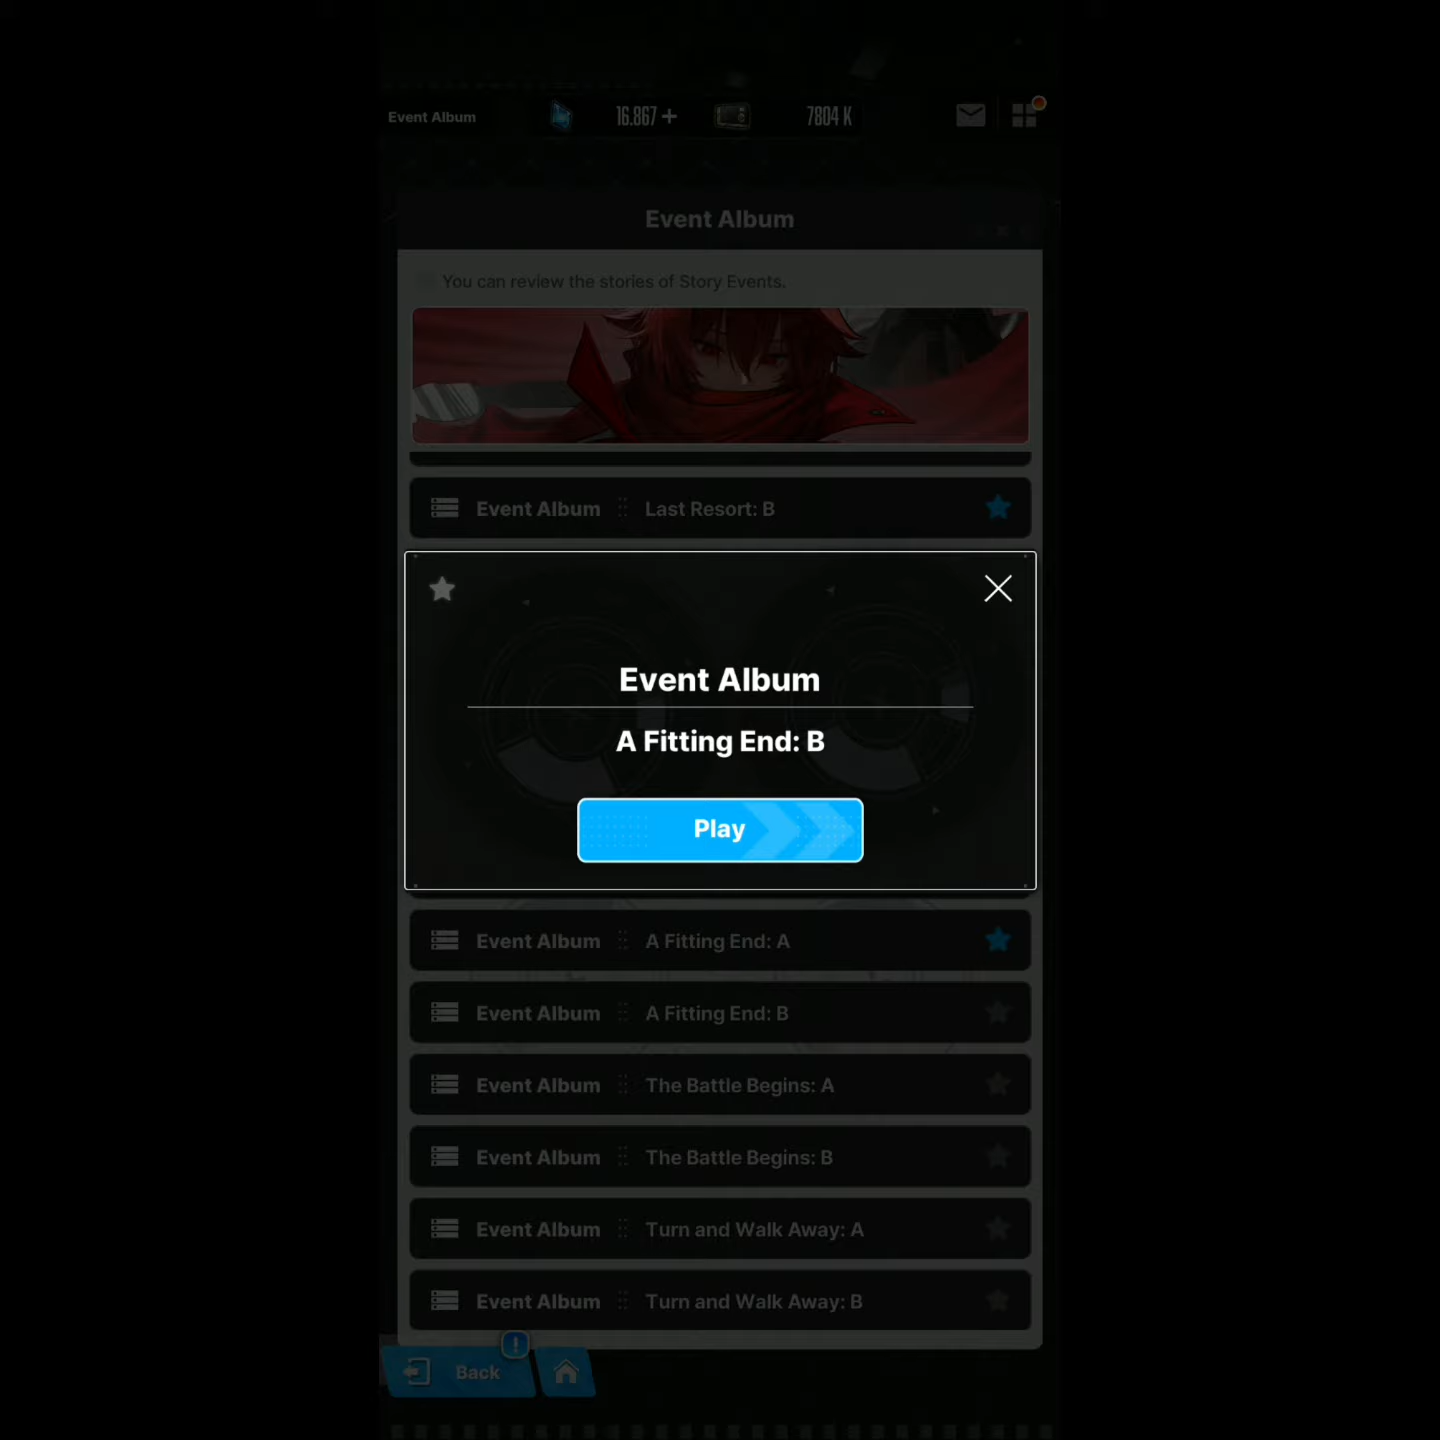 Event Album 16.867 + 7804 K
Event Album
You can review the stories of Story Events.
Event Album Last Resort: B
Event Album
A Fitting End: B
Play
Event Album A Fitting End: A
Event Album A Fitting End: B
Event Album The Battle Begins: A
Event Album The Battle Begins: B
Event Album Turn and Walk Away: A
Event Album Turn and Walk Away: B
!
Back